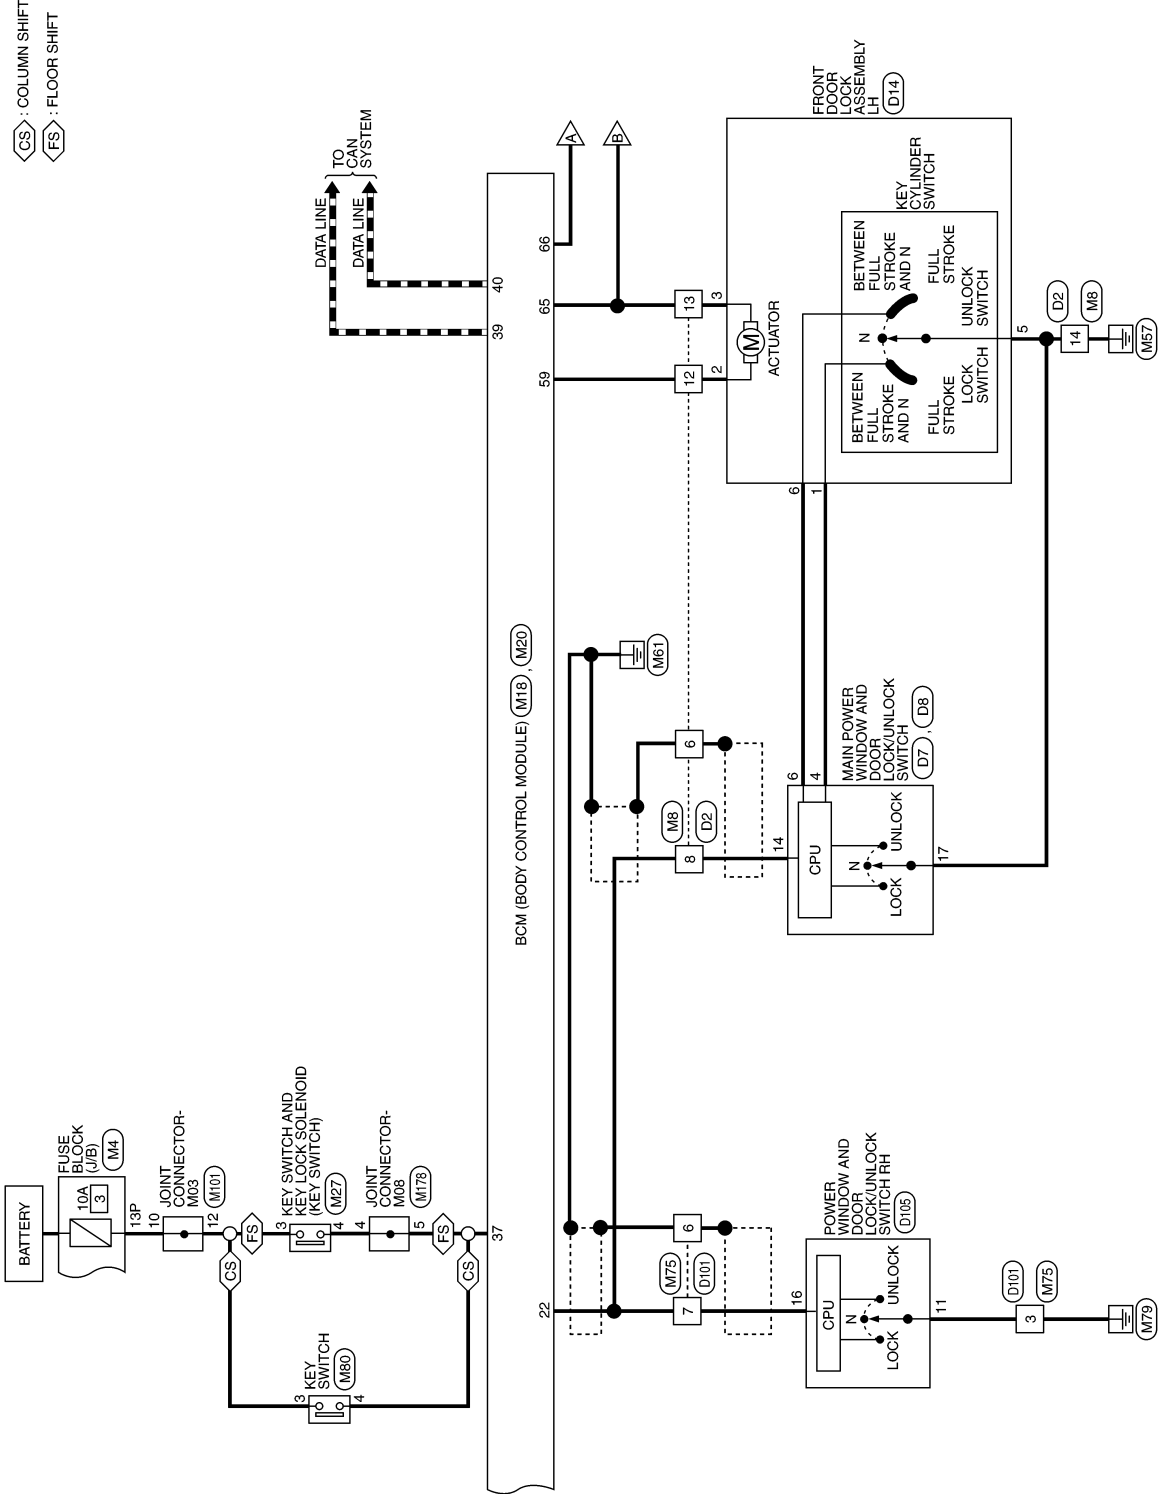 CS : COLUMN SHIFT
FS : FLOOR SHIFT
BATTERY
FUSE
BLOCK
(J/B)
M4
10A
3
13P
10
JOINT
CONNECTOR-
M03
M101
12
FS
CS
3
KEY SWITCH AND
KEY LOCK SOLENOID
(KEY SWITCH)
M27
4
4
JOINT
CONNECTOR-
M08
M178
5
FS
CS
3
KEY
SWITCH
M80
4
37
DATA LINE
DATA LINE
TO
CAN
SYSTEM
39
40
BCM (BODY CONTROL MODULE) M18 , M20
22
59
65
66
A
B
M61
M75
D101
7
6
16
POWER
WINDOW AND
DOOR
LOCK/UNLOCK
SWITCH RH
D105
CPU
N
LOCK
UNLOCK
11
D101
M75
3
M79
M8
D2
8
6
12
13
14
6
4
MAIN POWER
WINDOW AND
DOOR
LOCK/UNLOCK
SWITCH
D7 , D8
CPU
N
LOCK
UNLOCK
17
2
3
M
ACTUATOR
FRONT
DOOR
LOCK
ASSEMBLY
LH
D14
6
1
KEY
CYLINDER
SWITCH
BETWEEN
FULL
STROKE
AND N
FULL
STROKE
LOCK
SWITCH
N
BETWEEN
FULL
STROKE
AND N
FULL
STROKE
UNLOCK
SWITCH
5
D2
M8
14
M57